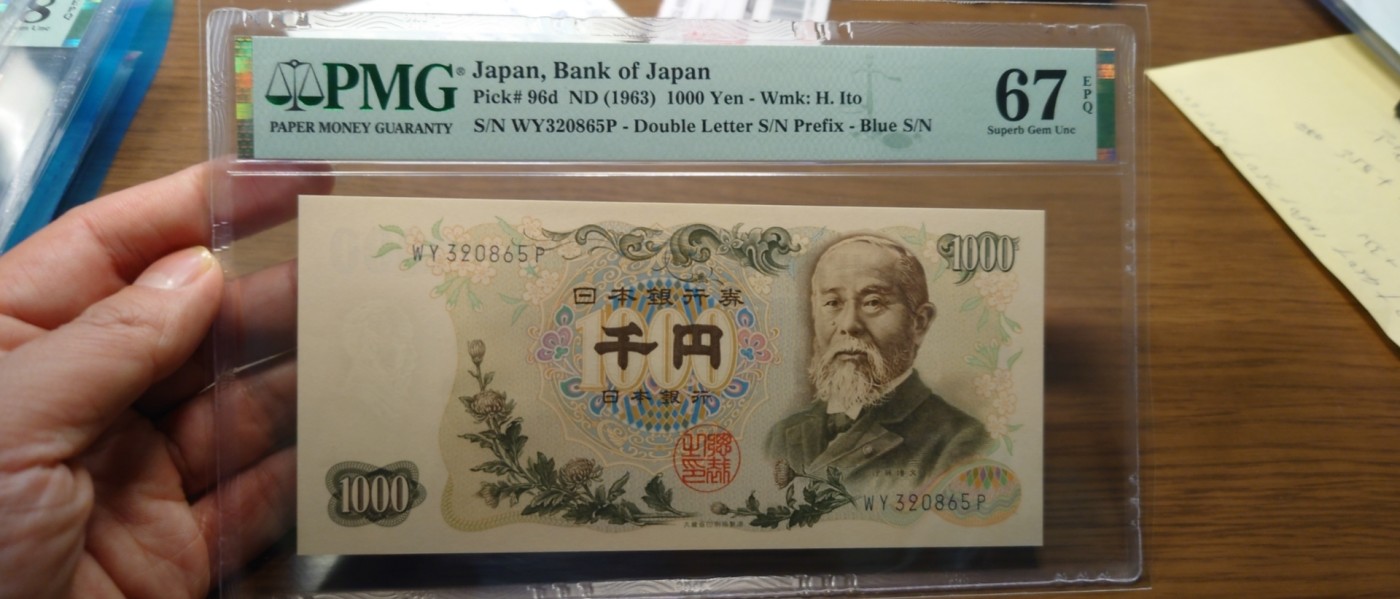 PMG®
PAPER MONEY GUARANTY
Japan, Bank of Japan
Pick# 96d ND (1963) 1000 Yen - Wmk: H. Ito
S/N WY320865P - Double Letter S/N Prefix - Blue S/N
67
EPQ
Superb Gem Unc
WY320865P
1000
日本銀行券
1000
千円
日本銀行
1000
WY320865P